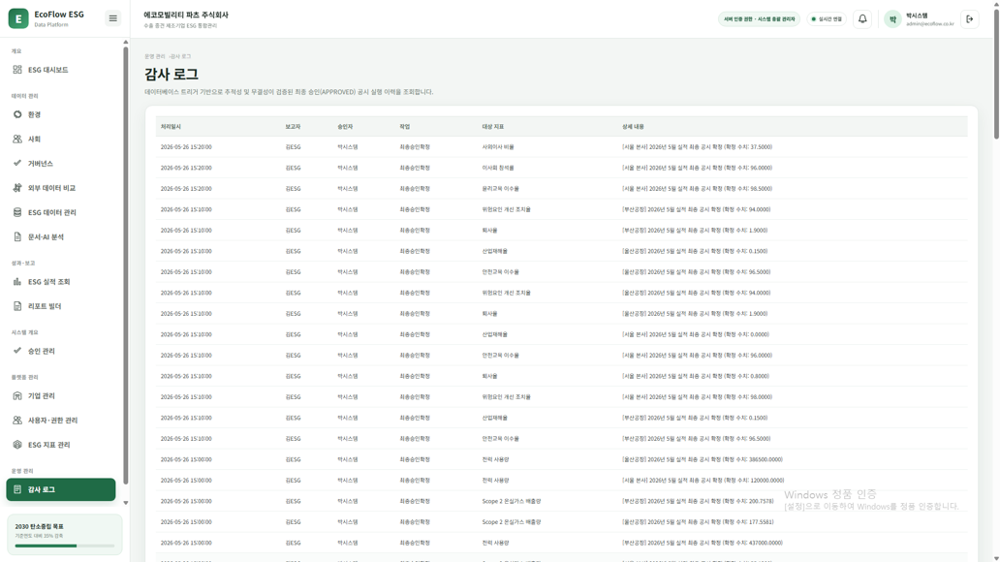 E
EcoFlow ESG
Data Platform
에코모빌리티 파츠 주식회사
수출 중견 제조기업 ESG 통합관리
서버 인증 권한 · 시스템 총괄 관리자
실시간 연결
박
박시스템
admin@ecoflow.co.kr
개요
ESG 대시보드
데이터 관리
환경
사회
거버넌스
외부 데이터 비교
ESG 데이터 관리
문서·AI 분석
성과·보고
ESG 실적 조회
리포트 빌더
시스템 개요
승인 관리
플랫폼 관리
기업 관리
사용자·권한 관리
ESG 지표 관리
운영 관리
감사 로그
2030 탄소중립 목표
기준연도 대비 35% 감축
운영 관리 › 감사 로그
감사 로그
데이터베이스 트리거 기반으로 추적성 및 무결성이 검증된 최종 승인(APPROVED) 공시 실행 이력을 조회합니다.
처리일시 보고자 승인자 작업 대상 지표 상세 내용
2026-05-26 15:20:00 김ESG 박시스템 최종승인확정 사외이사 비율 [서울 본사] 2026년 5월 실적 최종 공시 확정 (확정 수치: 37.5000)
2026-05-26 15:20:00 김ESG 박시스템 최종승인확정 이사회 참석율 [서울 본사] 2026년 5월 실적 최종 공시 확정 (확정 수치: 96.0000)
2026-05-26 15:20:00 김ESG 박시스템 최종승인확정 윤리교육 이수율 [서울 본사] 2026년 5월 실적 최종 공시 확정 (확정 수치: 98.5000)
2026-05-26 15:10:00 김ESG 박시스템 최종승인확정 위험요인 개선 조치율 [부산공장] 2026년 5월 실적 최종 공시 확정 (확정 수치: 94.0000)
2026-05-26 15:10:00 김ESG 박시스템 최종승인확정 퇴사율 [부산공장] 2026년 5월 실적 최종 공시 확정 (확정 수치: 1.9000)
2026-05-26 15:10:00 김ESG 박시스템 최종승인확정 산업재해율 [울산공장] 2026년 5월 실적 최종 공시 확정 (확정 수치: 0.1500)
2026-05-26 15:10:00 김ESG 박시스템 최종승인확정 안전교육 이수율 [울산공장] 2026년 5월 실적 최종 공시 확정 (확정 수치: 96.5000)
2026-05-26 15:10:00 김ESG 박시스템 최종승인확정 위험요인 개선 조치율 [울산공장] 2026년 5월 실적 최종 공시 확정 (확정 수치: 94.0000)
2026-05-26 15:10:00 김ESG 박시스템 최종승인확정 퇴사율 [울산공장] 2026년 5월 실적 최종 공시 확정 (확정 수치: 1.9000)
2026-05-26 15:10:00 김ESG 박시스템 최종승인확정 산업재해율 [서울 본사] 2026년 5월 실적 최종 공시 확정 (확정 수치: 0.0000)
2026-05-26 15:10:00 김ESG 박시스템 최종승인확정 안전교육 이수율 [서울 본사] 2026년 5월 실적 최종 공시 확정 (확정 수치: 96.0000)
2026-05-26 15:10:00 김ESG 박시스템 최종승인확정 퇴사율 [서울 본사] 2026년 5월 실적 최종 공시 확정 (확정 수치: 0.8000)
2026-05-26 15:10:00 김ESG 박시스템 최종승인확정 위험요인 개선 조치율 [서울 본사] 2026년 5월 실적 최종 공시 확정 (확정 수치: 98.0000)
2026-05-26 15:10:00 김ESG 박시스템 최종승인확정 산업재해율 [부산공장] 2026년 5월 실적 최종 공시 확정 (확정 수치: 0.1500)
2026-05-26 15:10:00 김ESG 박시스템 최종승인확정 안전교육 이수율 [부산공장] 2026년 5월 실적 최종 공시 확정 (확정 수치: 96.5000)
2026-05-26 15:00:00 김ESG 박시스템 최종승인확정 전력 사용량 [울산공장] 2026년 5월 실적 최종 공시 확정 (확정 수치: 386500.0000)
2026-05-26 15:00:00 김ESG 박시스템 최종승인확정 전력 사용량 [서울 본사] 2026년 5월 실적 최종 공시 확정 (확정 수치: 120000.0000)
2026-05-26 15:00:00 김ESG 박시스템 최종승인확정 Scope 2 온실가스 배출량 [부산공장] 2026년 5월 실적 최종 공시 확정 (확정 수치: 200.7578)
2026-05-26 15:00:00 김ESG 박시스템 최종승인확정 Scope 2 온실가스 배출량 [울산공장] 2026년 5월 실적 최종 공시 확정 (확정 수치: 177.5581)
2026-05-26 15:00:00 김ESG 박시스템 최종승인확정 전력 사용량 [부산공장] 2026년 5월 실적 최종 공시 확정 (확정 수치: 437000.0000)
Windows 정품 인증
[설정]으로 이동하여 Windows를 정품 인증합니다.